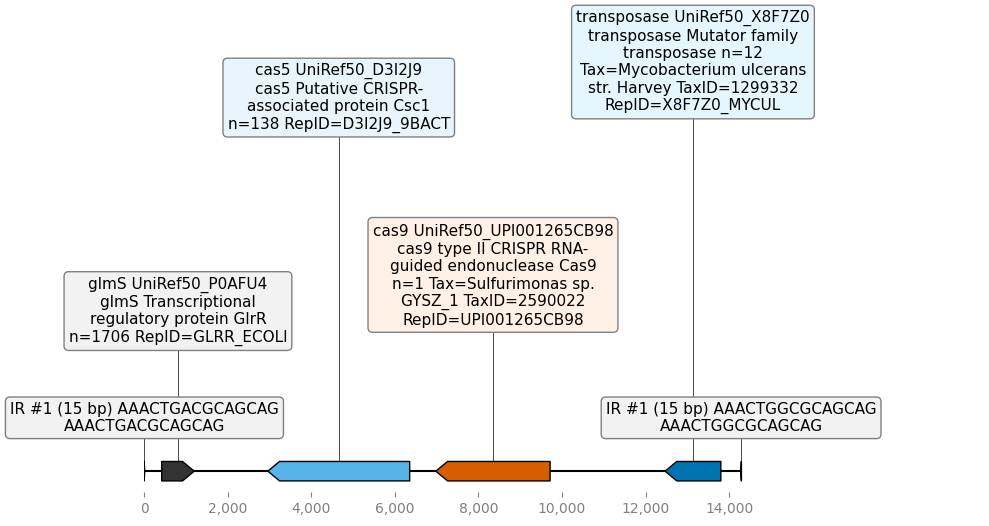 transposase UniRef50_X8F7Z0
transposase Mutator family
transposase n=12
Tax=Mycobacterium ulcerans
str. Harvey TaxID=1299332
RepID=X8F7Z0_MYCUL
cas5 UniRef50_D3I2J9
cas5 Putative CRISPR-
associated protein Csc1
n=138 RepID=D3I2J9_9BACT
cas9 UniRef50_UPI001265CB98
cas9 type II CRISPR RNA-
guided endonuclease Cas9
n=1 Tax=Sulfurimonas sp.
GYSZ_1 TaxID=2590022
RepID=UPI001265CB98
glmS UniRef50_P0AFU4
glmS Transcriptional
regulatory protein GlrR
n=1706 RepID=GLRR_ECOLI
IR #1 (15 bp) AAACTGACGCAGCAG
AAACTGACGCAGCAG
IR #1 (15 bp) AAACTGGCGCAGCAG
AAACTGGCGCAGCAG
0 2,000 4,000 6,000 8,000 10,000 12,000 14,000